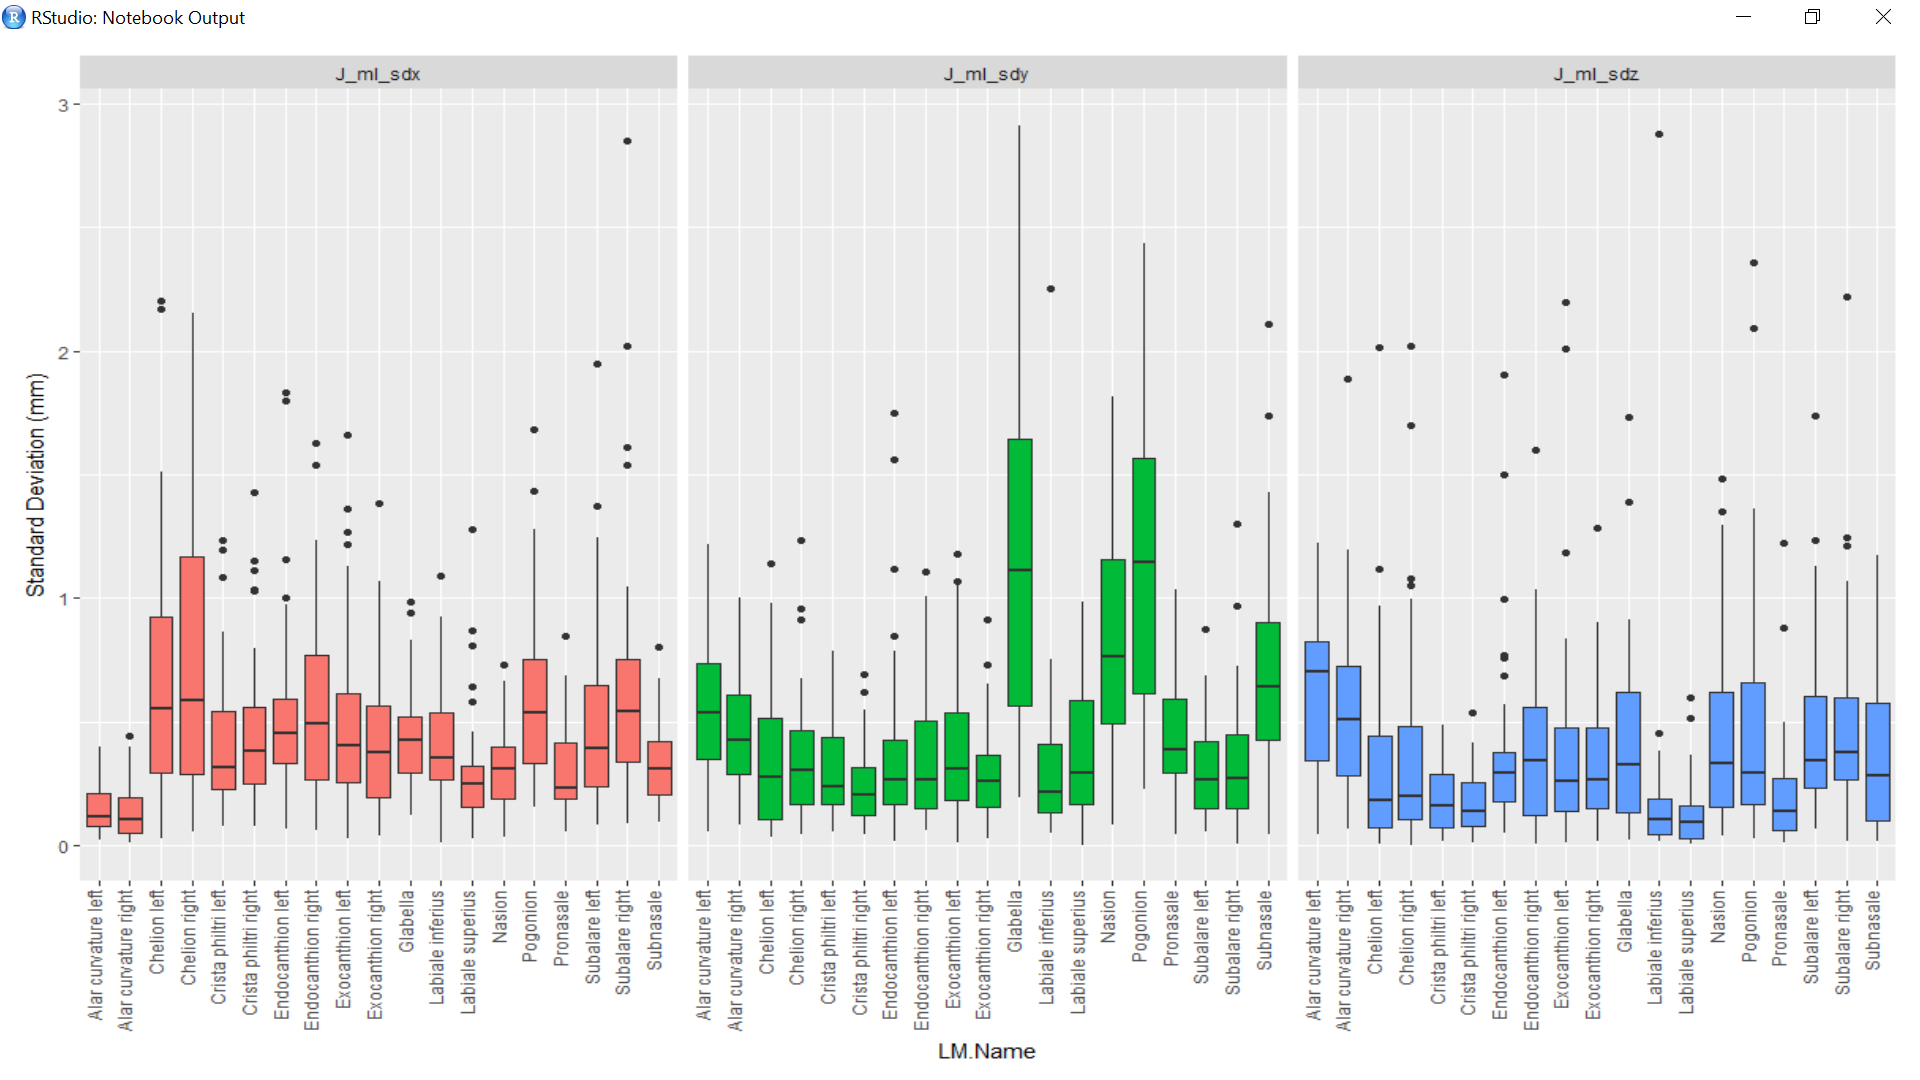 RStudio: Notebook Output
J_ml_sdx
J_ml_sdy
J_ml_sdz
3
2
1
0
Standard Deviation (mm)
Alar curvature left
Alar curvature right
Chelion left
Chelion right
Crista philtri left
Crista philtri right
Endocanthion left
Endocanthion right
Exocanthion left
Exocanthion right
Glabella
Labiale inferius
Labiale superius
Nasion
Pogonion
Pronasale
Subalare left
Subalare right
Subnasale
Alar curvature left
Alar curvature right
Chelion left
Chelion right
Crista philtri left
Crista philtri right
Endocanthion left
Endocanthion right
Exocanthion left
Exocanthion right
Glabella
Labiale inferius
Labiale superius
Nasion
Pogonion
Pronasale
Subalare left
Subalare right
Subnasale
Alar curvature left
Alar curvature right
Chelion left
Chelion right
Crista philtri left
Crista philtri right
Endocanthion left
Endocanthion right
Exocanthion left
Exocanthion right
Glabella
Labiale inferius
Labiale superius
Nasion
Pogonion
Pronasale
Subalare left
Subalare right
Subnasale
LM.Name